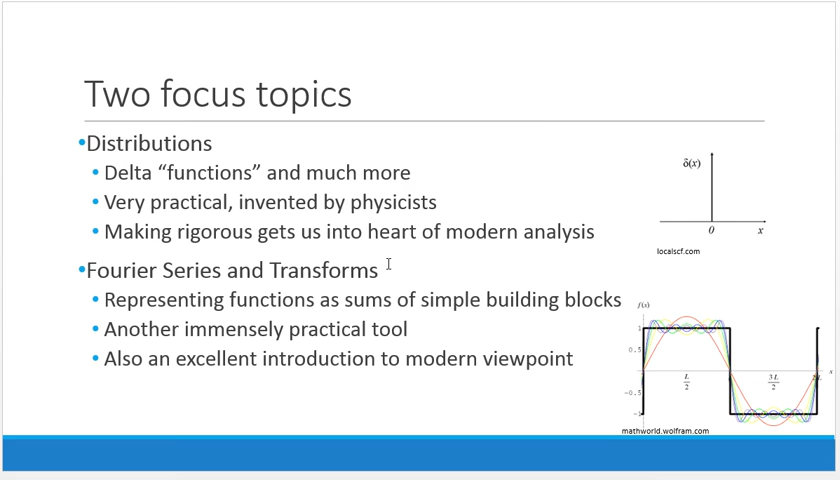 Two focus topics
•Distributions
• Delta “functions” and much more
• Very practical, invented by physicists
• Making rigorous gets us into heart of modern analysis
•Fourier Series and Transforms
• Representing functions as sums of simple building blocks
• Another immensely practical tool
• Also an excellent introduction to modern viewpoint
δ(x)
0
x
localscf.com
f(x)
1
0.5
-0.5
-1
L/2
3L/2
x
mathworld.wolfram.com